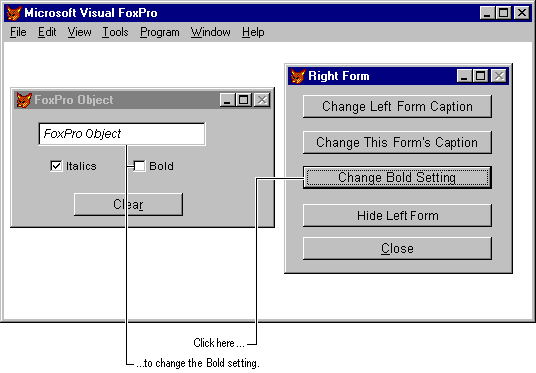 Microsoft Visual FoxPro
File Edit View Tools Program Window Help
FoxPro Object
FoxPro Object
Italics Bold
Clear
Right Form
Change Left Form Caption
Change This Form's Caption
Change Bold Setting
Hide Left Form
Close
Click here ...
...to change the Bold setting.